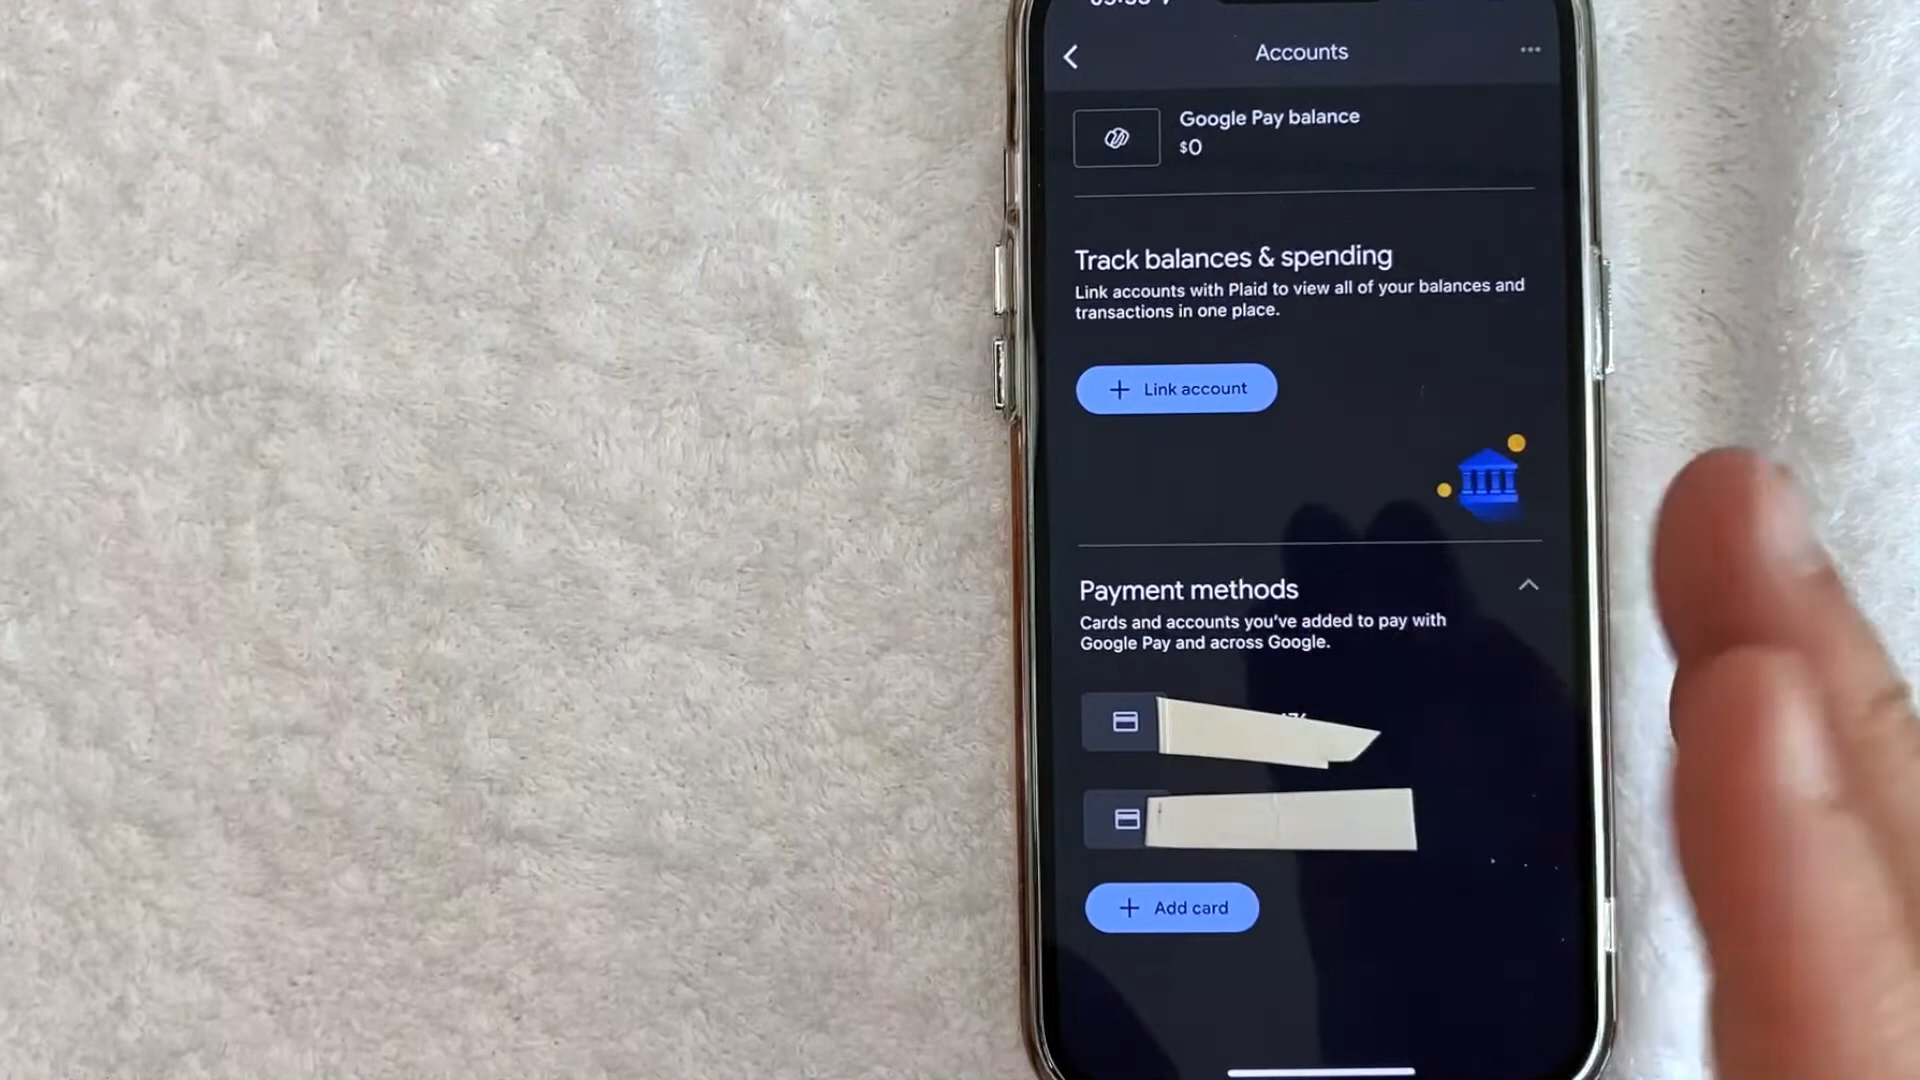 Accounts
Google Pay balance
$0
Track balances & spending
Link accounts with Plaid to view all of your balances and
transactions in one place.
+ Link account
Payment methods
Cards and accounts you've added to pay with
Google Pay and across Google.
+ Add card